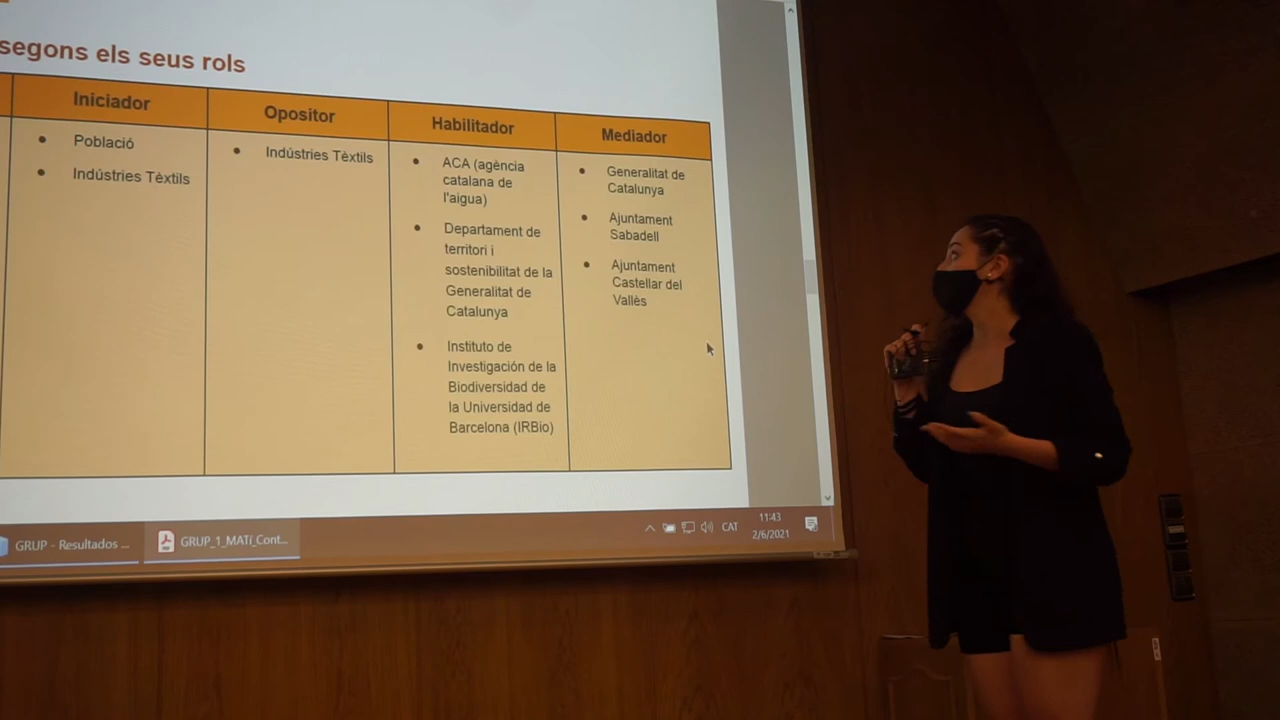 segons els seus rols
Iniciador
Opositor
Habilitador
Mediador
Població
Indústries Tèxtils
Indústries Tèxtils
ACA (agència
catalana de
l'aigua)
Departament de
territori i
sostenibilitat de la
Generalitat de
Catalunya
Instituto de
Investigación de la
Biodiversidad de
la Universidad de
Barcelona (IRBio)
Generalitat de
Catalunya
Ajuntament
Sabadell
Ajuntament
Castellar del
Vallès
GRUP - Resultados ...
GRUP_1_MATí_Cont...
CAT
11:43
2/6/2021